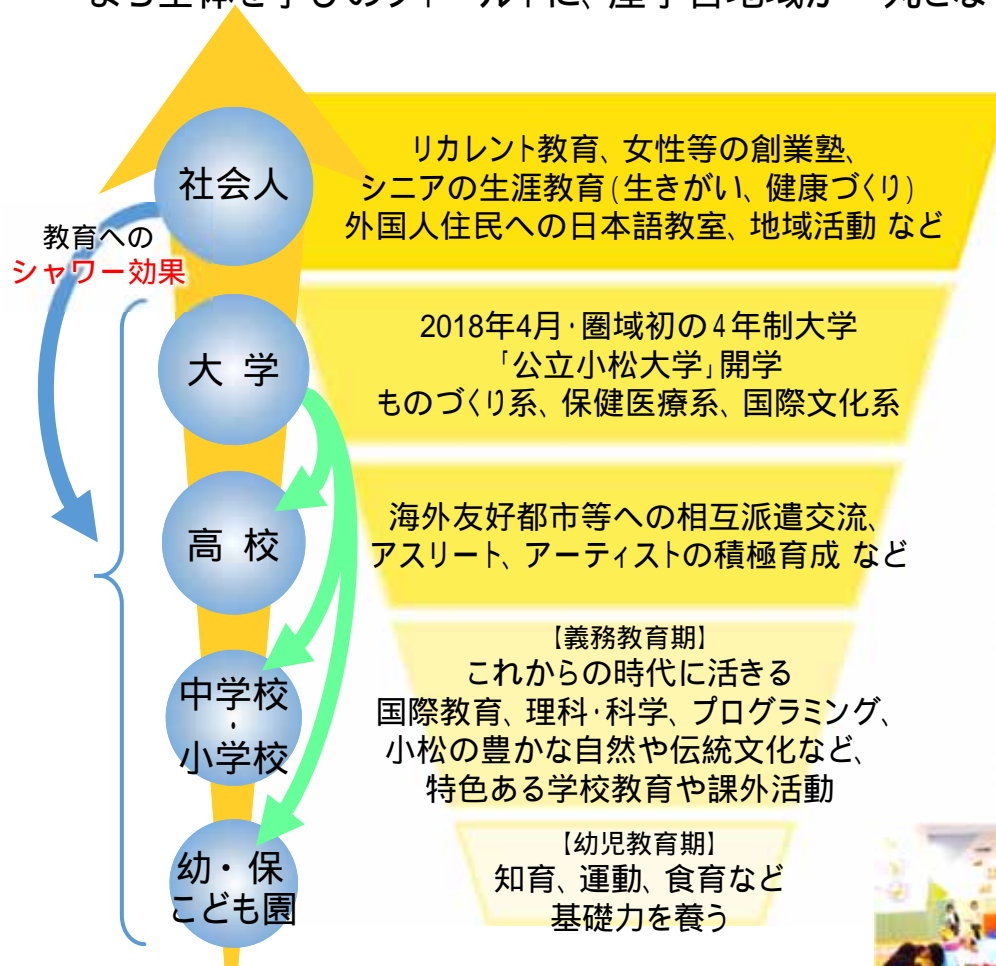 社会人
リカレント教育、女性等の創業塾、
シニアの生涯教育(生きがい、健康づくり)
外国人住民への日本語教室、地域活動 など
教育への
シャワー効果
大 学
2018年4月・圏域初の4年制大学
「公立小松大学」開学
ものづくり系、保健医療系、国際文化系
高 校
海外友好都市等への相互派遣交流、
アスリート、アーティストの積極育成 など
中学校
・
小学校
【義務教育期】
これからの時代に活きる
国際教育、理科・科学、プログラミング、
小松の豊かな自然や伝統文化など、
特色ある学校教育や課外活動
幼・保
こども園
【幼児教育期】
知育、運動、食育など
基礎力を養う